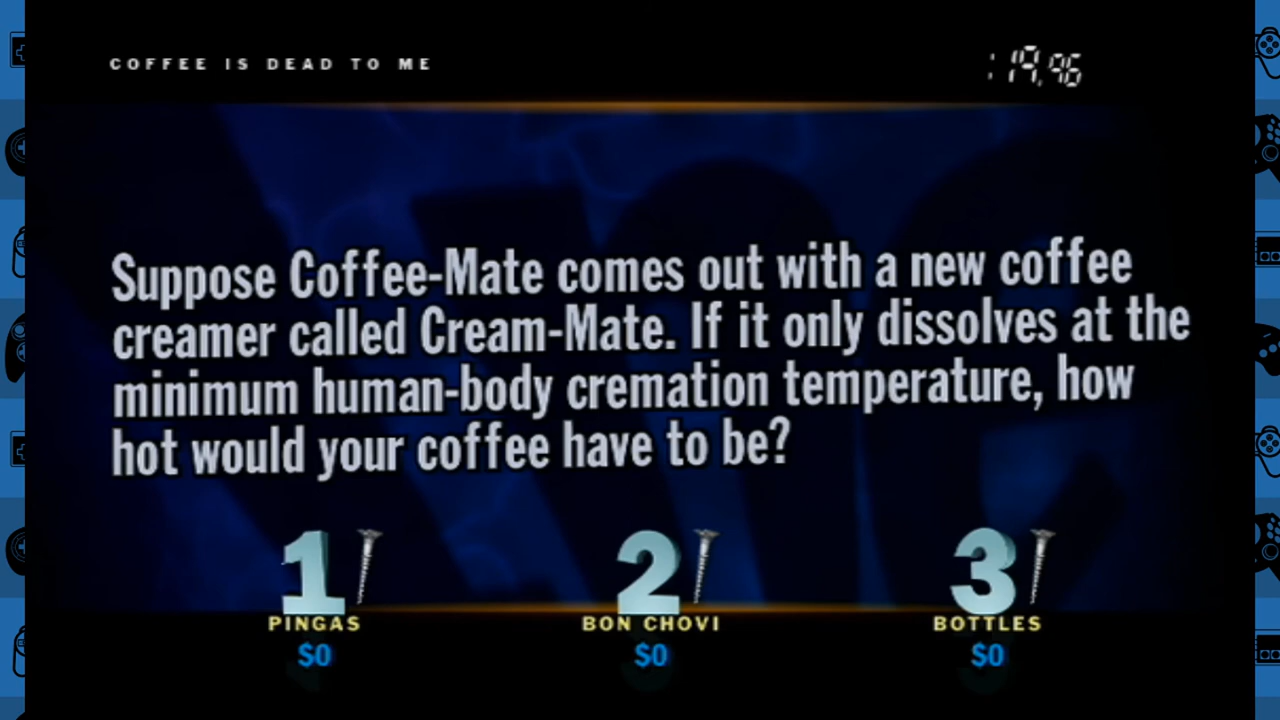 COFFEE IS DEAD TO ME
:19.96
Suppose Coffee-Mate comes out with a new coffee
creamer called Cream-Mate. If it only dissolves at the
minimum human-body cremation temperature, how
hot would your coffee have to be?
1 2 3
PINGAS BON CHOVI BOTTLES
$0 $0 $0